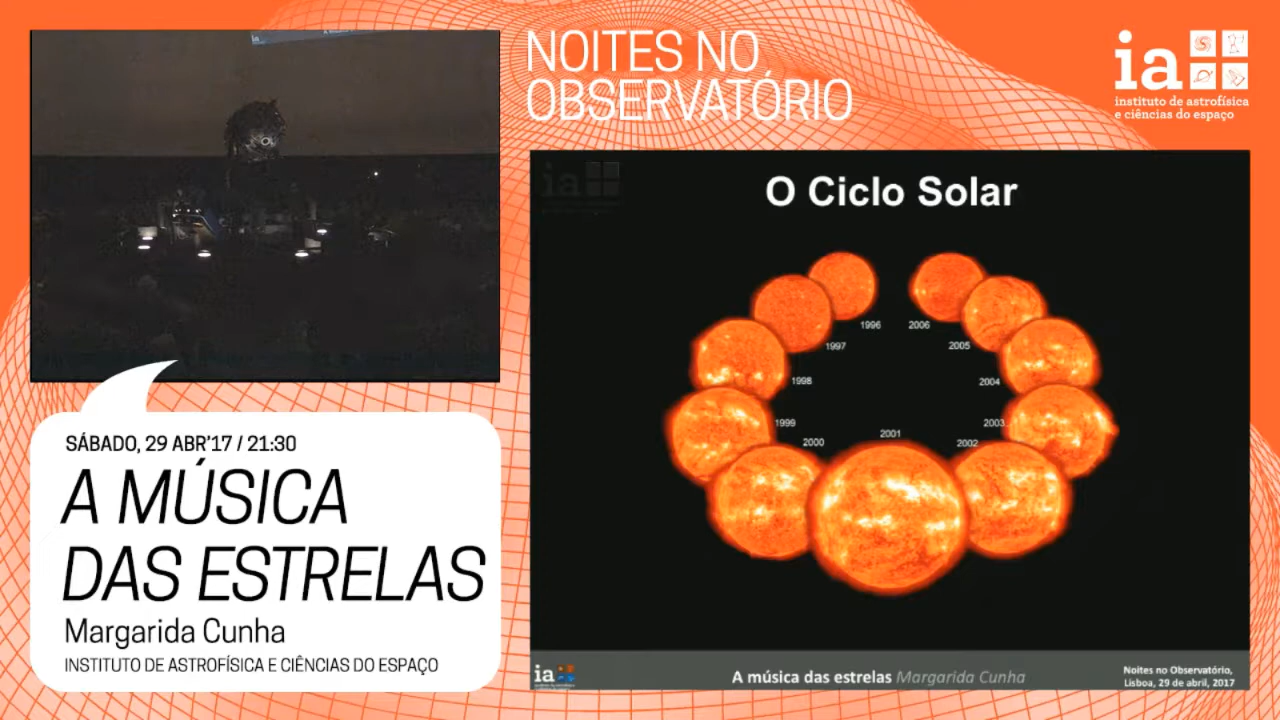 NOITES NO
OBSERVATÓRIO
ia
instituto de astrofísica
e ciências do espaço
SÁBADO, 29 ABR'17 / 21:30
A MÚSICA
DAS ESTRELAS
Margarida Cunha
INSTITUTO DE ASTROFÍSICA E CIÊNCIAS DO ESPAÇO
ia
O Ciclo Solar
1996
2006
1997
2005
1998
2004
1999
2003
2000
2001
2002
ia
A música das estrelas Margarida Cunha
Noites no Observatório,
Lisboa, 29 de abril, 2017